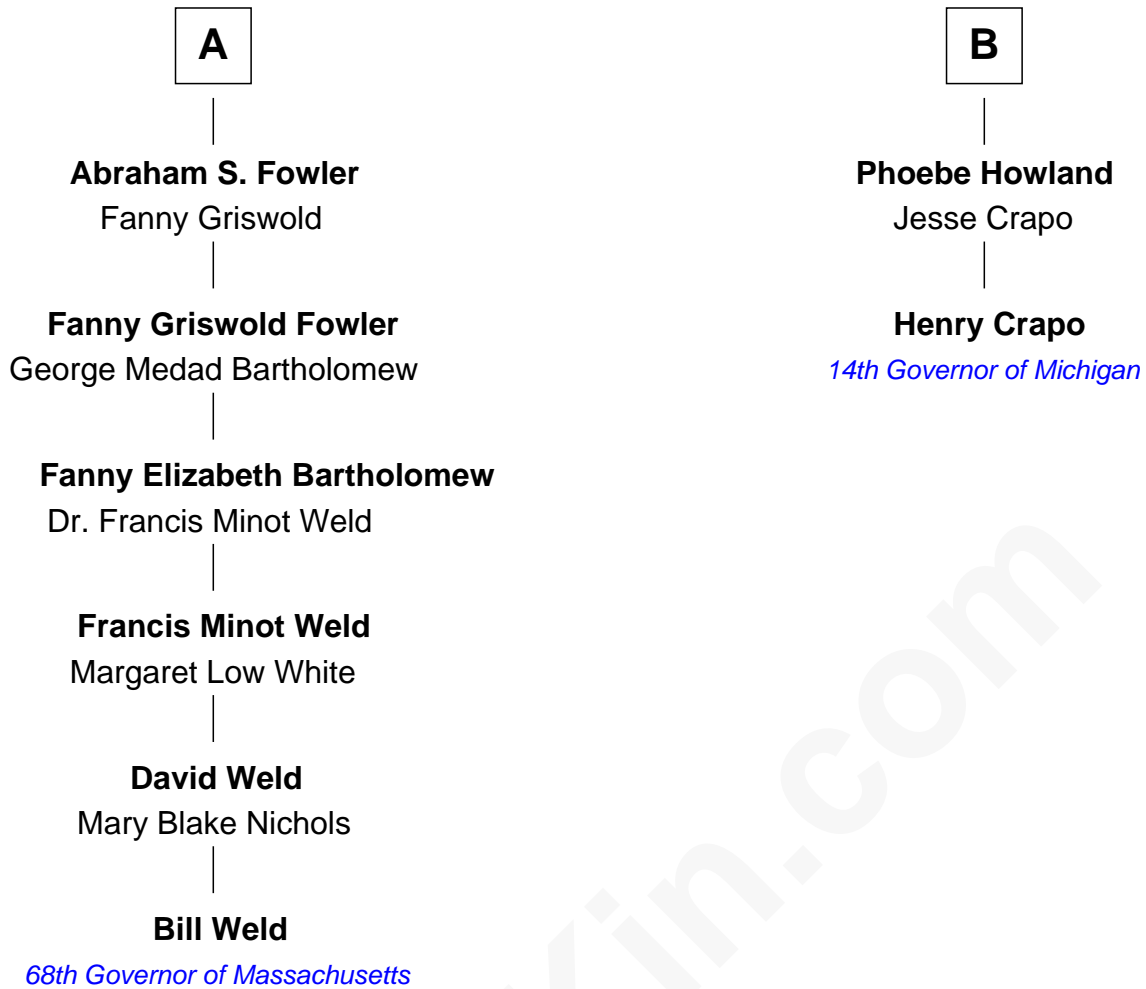 A
Abraham S. Fowler
Fanny Griswold
Fanny Griswold Fowler
George Medad Bartholomew
Fanny Elizabeth Bartholomew
Dr. Francis Minot Weld
Francis Minot Weld
Margaret Low White
David Weld
Mary Blake Nichols
Bill Weld
68th Governor of Massachusetts
B
Phoebe Howland
Jesse Crapo
Henry Crapo
14th Governor of Michigan
Kin.com